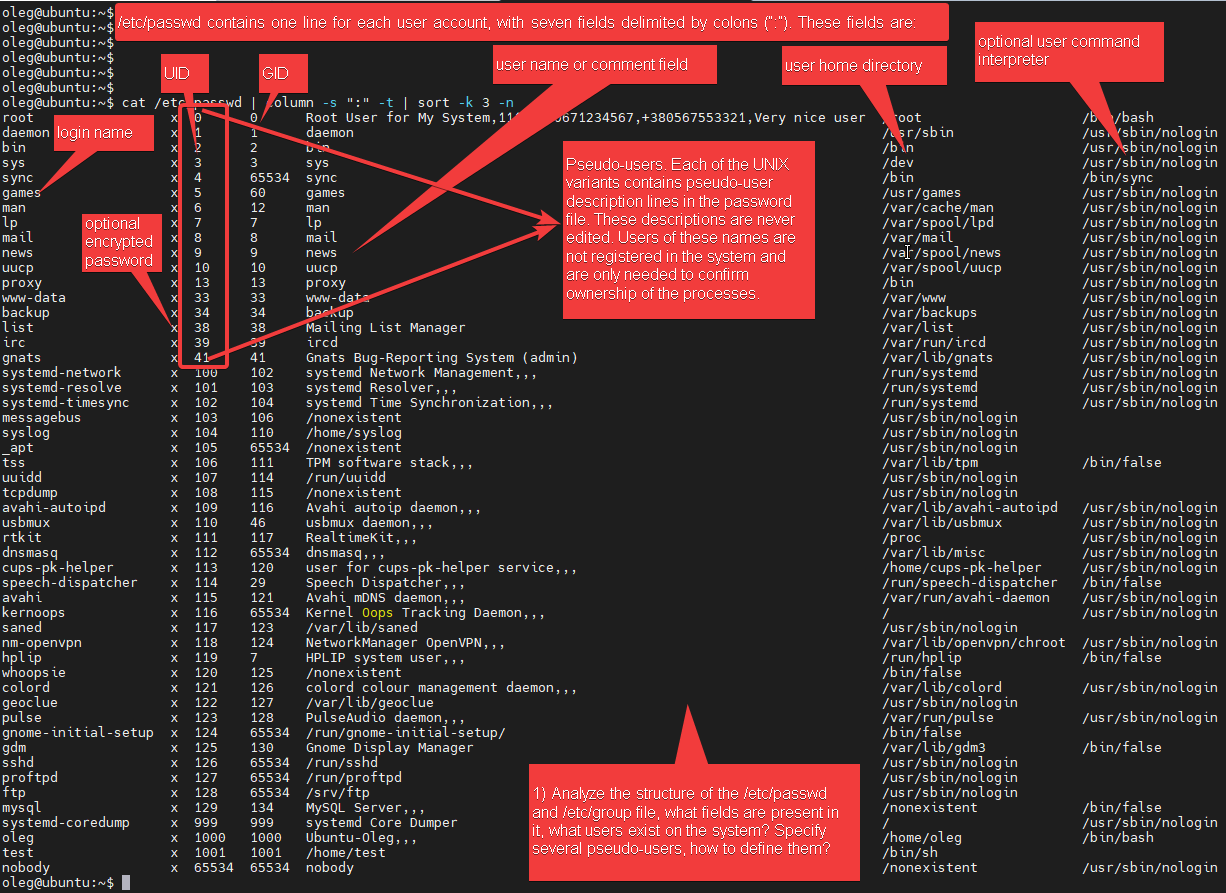 oleg@ubuntu:~$
/etc/passwd contains one line for each user account, with seven fields delimited by colons (":"). These fields are:
oleg@ubuntu:~$
oleg@ubuntu:~$
oleg@ubuntu:~$
oleg@ubuntu:~$
oleg@ubuntu:~$
UID
GID
user name or comment field
user home directory
optional user command
interpreter
oleg@ubuntu:~$ cat /etc/passwd | column -s ":" -t | sort -k 3 -n
root x 0 0 Root User for My System,11 0671234567,+380567553321,Very nice user /root /bin/bash
daemon x 1 1 daemon /usr/sbin /usr/sbin/nologin
bin x 2 2 bin /bin /usr/sbin/nologin
sys x 3 3 sys /dev /usr/sbin/nologin
sync x 4 65534 sync /bin /bin/sync
games x 5 60 games /usr/games /usr/sbin/nologin
man x 6 12 man /var/cache/man /usr/sbin/nologin
lp x 7 7 lp /var/spool/lpd /usr/sbin/nologin
mail x 8 8 mail /var/mail /usr/sbin/nologin
news x 9 9 news /var/spool/news /usr/sbin/nologin
uucp x 10 10 uucp /var/spool/uucp /usr/sbin/nologin
proxy x 13 13 proxy /bin /usr/sbin/nologin
www-data x 33 33 www-data /var/www /usr/sbin/nologin
backup x 34 34 backup /var/backups /usr/sbin/nologin
list x 38 38 Mailing List Manager /var/list /usr/sbin/nologin
irc x 39 39 ircd /var/run/ircd /usr/sbin/nologin
gnats x 41 41 Gnats Bug-Reporting System (admin) /var/lib/gnats /usr/sbin/nologin
systemd-network x 100 102 systemd Network Management,,, /run/systemd /usr/sbin/nologin
systemd-resolve x 101 103 systemd Resolver,,, /run/systemd /usr/sbin/nologin
systemd-timesync x 102 104 systemd Time Synchronization,,, /run/systemd /usr/sbin/nologin
messagebus x 103 106 /nonexistent /usr/sbin/nologin
syslog x 104 110 /home/syslog /usr/sbin/nologin
_apt x 105 65534 /nonexistent /usr/sbin/nologin
tss x 106 111 TPM software stack,,, /var/lib/tpm /bin/false
uuidd x 107 114 /run/uuidd /usr/sbin/nologin
tcpdump x 108 115 /nonexistent /usr/sbin/nologin
avahi-autoipd x 109 116 Avahi autoip daemon,,, /var/lib/avahi-autoipd /usr/sbin/nologin
usbmux x 110 46 usbmux daemon,,, /var/lib/usbmux /usr/sbin/nologin
rtkit x 111 117 RealtimeKit,,, /proc /usr/sbin/nologin
dnsmasq x 112 65534 dnsmasq,,, /var/lib/misc /usr/sbin/nologin
cups-pk-helper x 113 120 user for cups-pk-helper service,,, /home/cups-pk-helper /usr/sbin/nologin
speech-dispatcher x 114 29 Speech Dispatcher,,, /run/speech-dispatcher /bin/false
avahi x 115 121 Avahi mDNS daemon,,, /var/run/avahi-daemon /usr/sbin/nologin
kernoops x 116 65534 Kernel Oops Tracking Daemon,,, / /usr/sbin/nologin
saned x 117 123 /var/lib/saned /usr/sbin/nologin
nm-openvpn x 118 124 NetworkManager OpenVPN,,, /var/lib/openvpn/chroot /usr/sbin/nologin
hplip x 119 7 HPLIP system user,,, /run/hplip /bin/false
whoopsie x 120 125 /nonexistent /bin/false
colord x 121 126 colord colour management daemon,,, /var/lib/colord /usr/sbin/nologin
geoclue x 122 127 /var/lib/geoclue /usr/sbin/nologin
pulse x 123 128 PulseAudio daemon,,, /var/run/pulse /usr/sbin/nologin
gnome-initial-setup x 124 65534 /run/gnome-initial-setup/ /bin/false
gdm x 125 130 Gnome Display Manager /var/lib/gdm3 /bin/false
sshd x 126 65534 /run/sshd /usr/sbin/nologin
proftpd x 127 65534 /run/proftpd /usr/sbin/nologin
ftp x 128 65534 /srv/ftp /usr/sbin/nologin
mysql x 129 134 MySQL Server,,, /nonexistent /bin/false
systemd-coredump x 999 999 systemd Core Dumper / /usr/sbin/nologin
oleg x 1000 1000 Ubuntu-Oleg,,, /home/oleg /bin/bash
test x 1001 1001 /home/test /bin/sh
nobody x 65534 65534 nobody /nonexistent /usr/sbin/nologin
oleg@ubuntu:~$
login name
optional
encrypted
password
Pseudo-users. Each of the UNIX
variants contains pseudo-user
description lines in the password
file. These descriptions are never
edited. Users of these names are
not registered in the system and
are only needed to confirm
ownership of the processes.
1) Analyze the structure of the /etc/passwd
and /etc/group file, what fields are present in
it, what users exist on the system? Specify
several pseudo-users, how to define them?